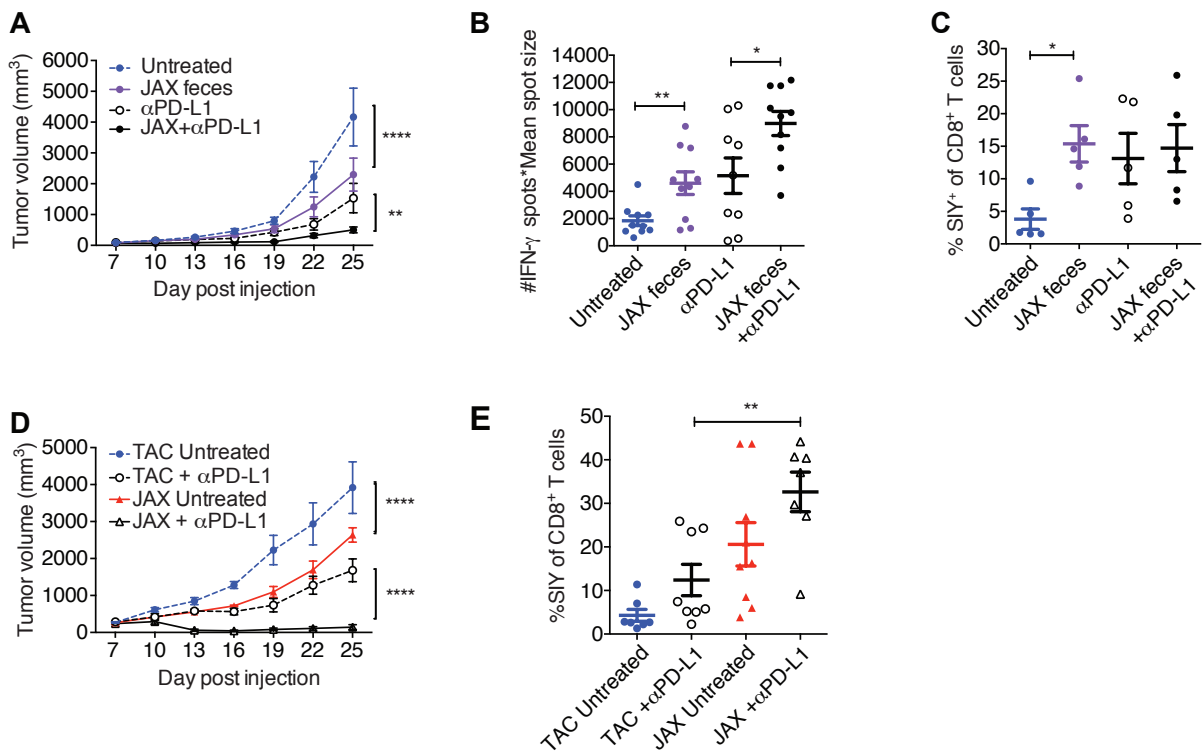 A
Tumor volume (mm³)
6000
5000
4000
3000
2000
1000
0
Untreated
JAX feces
αPD-L1
JAX+αPD-L1
****
**
7 10 13 16 19 22 25
Day post injection
B
#IFN-γ spots*Mean spot size
14000
12000
10000
8000
6000
4000
2000
0
**
*
Untreated
JAX feces
αPD-L1
JAX feces
+αPD-L1
C
% SIY⁺ of CD8⁺ T cells
30
25
20
15
10
5
0
*
Untreated
JAX feces
αPD-L1
JAX feces
+αPD-L1
D
Tumor volume (mm³)
5000
4000
3000
2000
1000
0
TAC Untreated
TAC + αPD-L1
JAX Untreated
JAX + αPD-L1
****
****
7 10 13 16 19 22 25
Day post injection
E
%SIY of CD8⁺ T cells
50
40
30
20
10
0
**
TAC Untreated
TAC +αPD-L1
JAX Untreated
JAX +αPD-L1